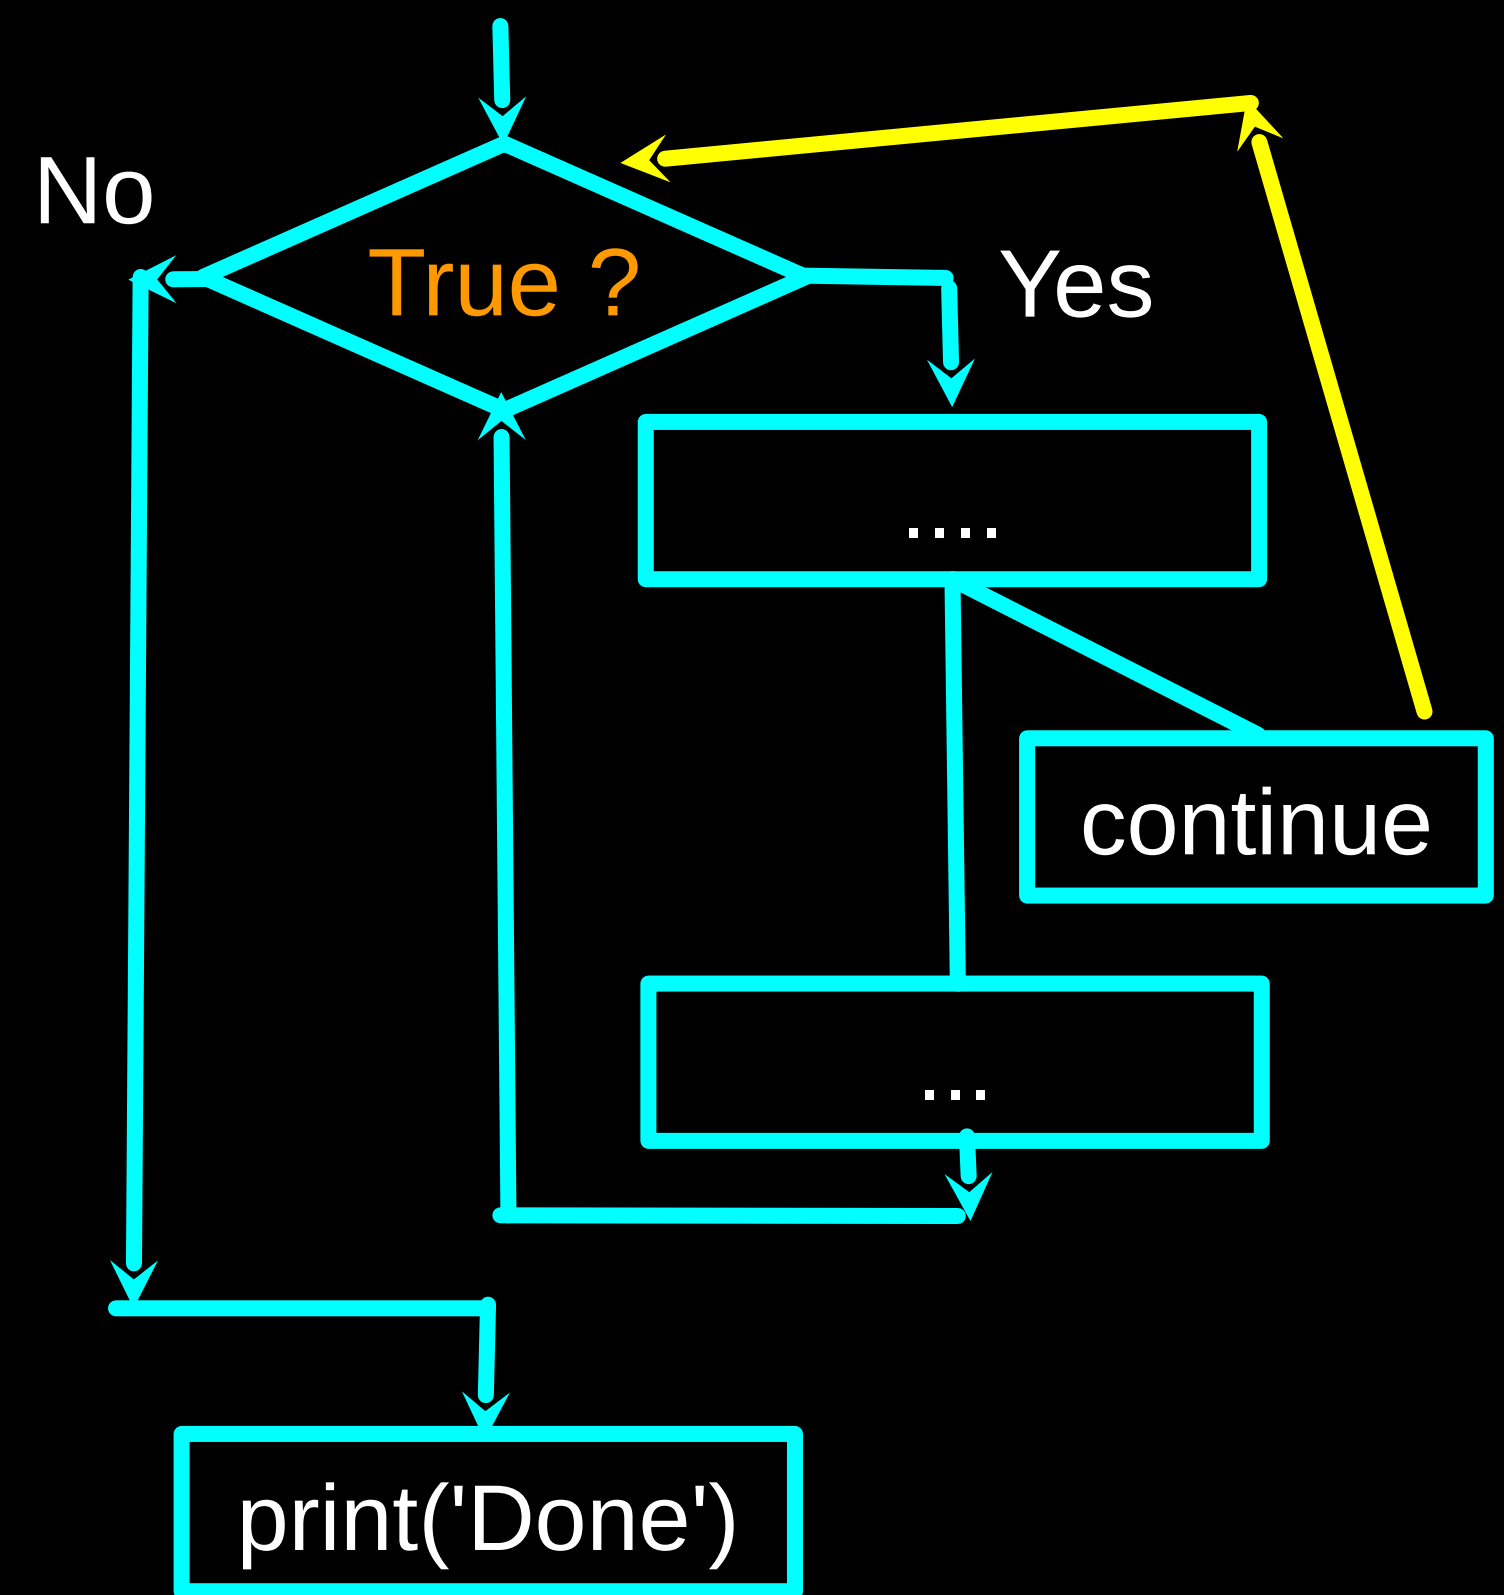 No
True ?
Yes
....
continue
...
print('Done')